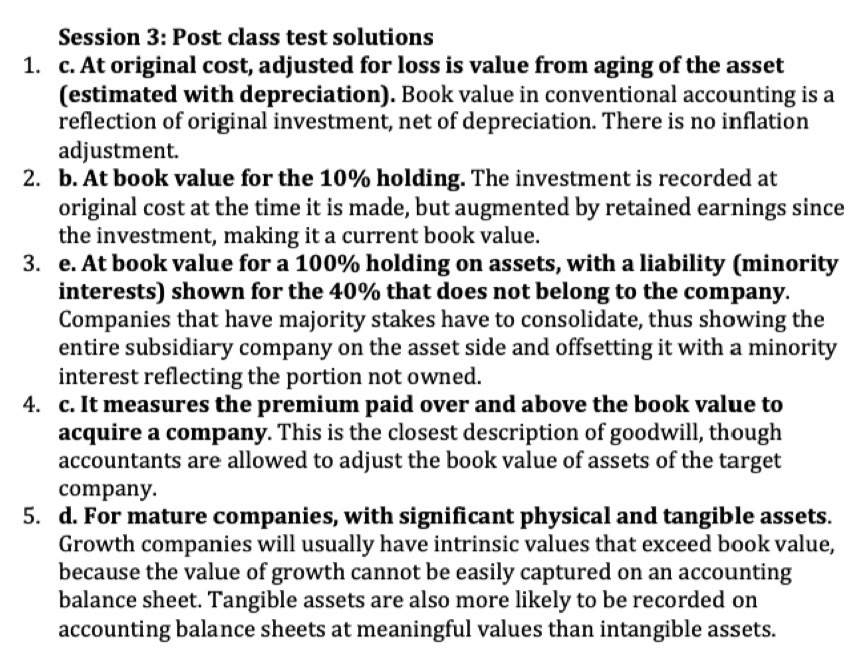 Session 3: Post class test solutions
1. c. At original cost, adjusted for loss is value from aging of the asset
(estimated with depreciation). Book value in conventional accounting is a
reflection of original investment, net of depreciation. There is no inflation
adjustment.
2. b. At book value for the 10% holding. The investment is recorded at
original cost at the time it is made, but augmented by retained earnings since
the investment, making it a current book value.
3. e. At book value for a 100% holding on assets, with a liability (minority
interests) shown for the 40% that does not belong to the company.
Companies that have majority stakes have to consolidate, thus showing the
entire subsidiary company on the asset side and offsetting it with a minority
interest reflecting the portion not owned.
4. c. It measures the premium paid over and above the book value to
acquire a company. This is the closest description of goodwill, though
accountants are allowed to adjust the book value of assets of the target
company.
5. d. For mature companies, with significant physical and tangible assets.
Growth companies will usually have intrinsic values that exceed book value,
because the value of growth cannot be easily captured on an accounting
balance sheet. Tangible assets are also more likely to be recorded on
accounting balance sheets at meaningful values than intangible assets.